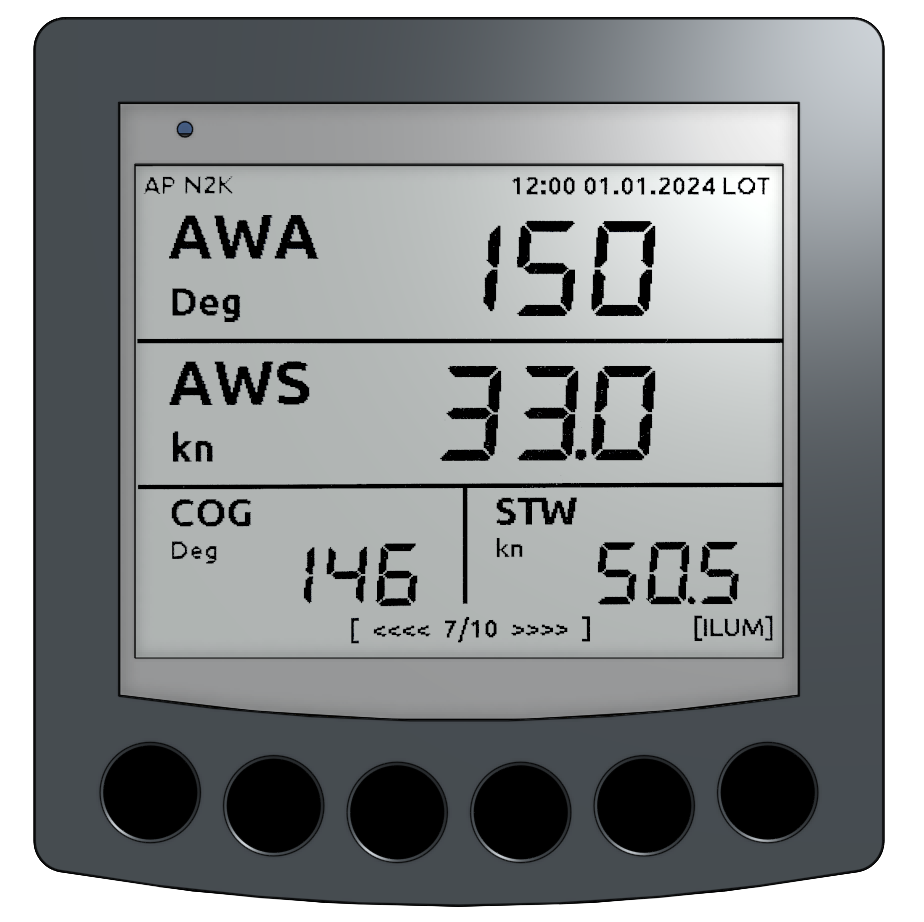 AP N2K 12:00 01.01.2024 LOT
AWA 150
Deg
AWS 33.0
kn
COG STW
Deg 146 kn 50.5
[ <<<< 7/10 >>>> ] [ILUM]